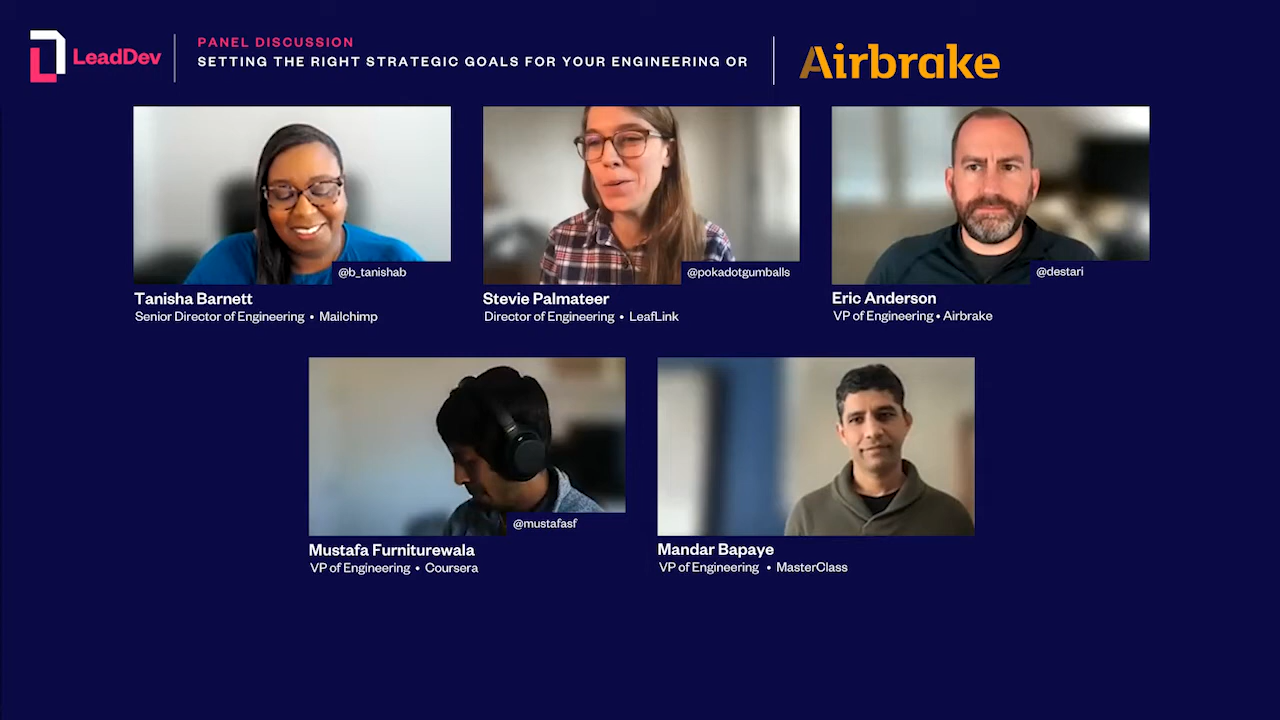 LeadDev
PANEL DISCUSSION
SETTING THE RIGHT STRATEGIC GOALS FOR YOUR ENGINEERING OR
Airbrake
@b_tanishab
Tanisha Barnett
Senior Director of Engineering • Mailchimp
@pokadotgumballs
Stevie Palmateer
Director of Engineering • LeafLink
@destari
Eric Anderson
VP of Engineering • Airbrake
@mustafasf
Mustafa Furniturewala
VP of Engineering • Coursera
Mandar Bapaye
VP of Engineering • MasterClass